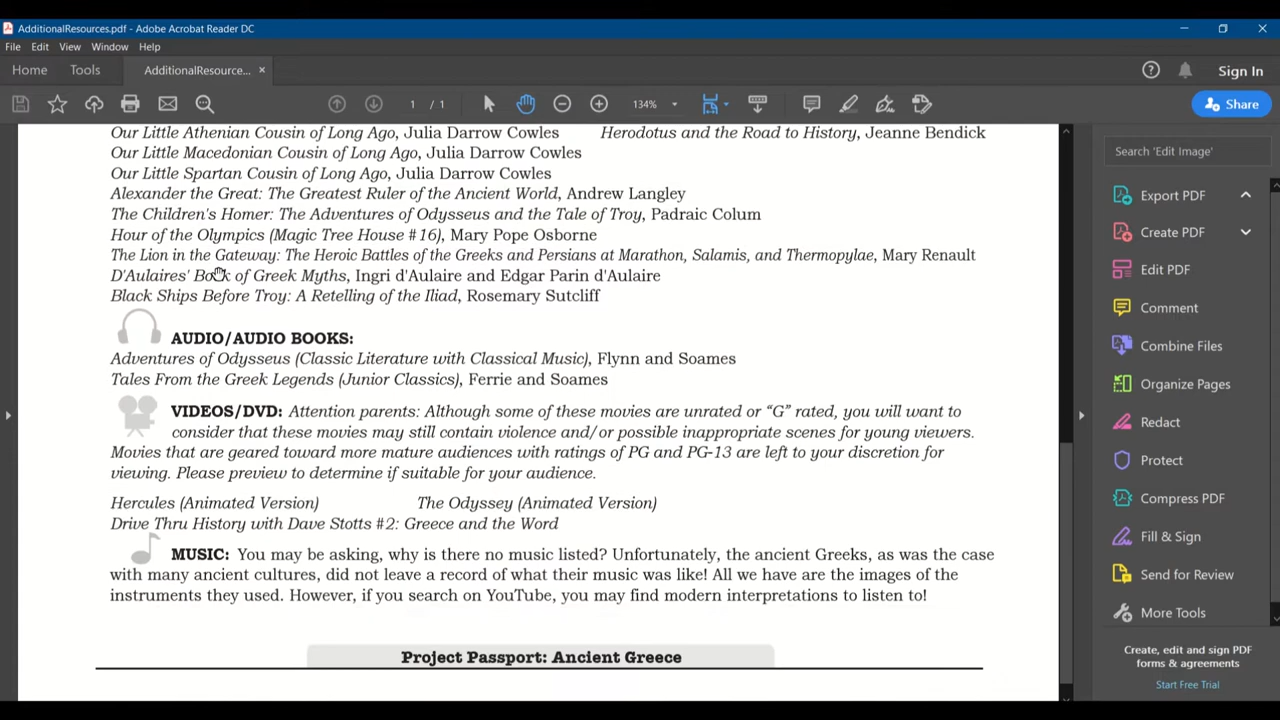 AdditionalResources.pdf - Adobe Acrobat Reader DC
File Edit View Window Help
Home Tools AdditionalResource... ×
Sign In
1 / 1
134%
Share
Our Little Athenian Cousin of Long Ago, Julia Darrow Cowles Herodotus and the Road to History, Jeanne Bendick
Our Little Macedonian Cousin of Long Ago, Julia Darrow Cowles
Our Little Spartan Cousin of Long Ago, Julia Darrow Cowles
Alexander the Great: The Greatest Ruler of the Ancient World, Andrew Langley
The Children's Homer: The Adventures of Odysseus and the Tale of Troy, Padraic Colum
Hour of the Olympics (Magic Tree House #16), Mary Pope Osborne
The Lion in the Gateway: The Heroic Battles of the Greeks and Persians at Marathon, Salamis, and Thermopylae, Mary Renault
D'Aulaires' Book of Greek Myths, Ingri d'Aulaire and Edgar Parin d'Aulaire
Black Ships Before Troy: A Retelling of the Iliad, Rosemary Sutcliff
AUDIO/AUDIO BOOKS:
Adventures of Odysseus (Classic Literature with Classical Music), Flynn and Soames
Tales From the Greek Legends (Junior Classics), Ferrie and Soames
VIDEOS/DVD: Attention parents: Although some of these movies are unrated or “G” rated, you will want to
consider that these movies may still contain violence and/or possible inappropriate scenes for young viewers.
Movies that are geared toward more mature audiences with ratings of PG and PG-13 are left to your discretion for
viewing. Please preview to determine if suitable for your audience.
Hercules (Animated Version) The Odyssey (Animated Version)
Drive Thru History with Dave Stotts #2: Greece and the Word
MUSIC: You may be asking, why is there no music listed? Unfortunately, the ancient Greeks, as was the case
with many ancient cultures, did not leave a record of what their music was like! All we have are the images of the
instruments they used. However, if you search on YouTube, you may find modern interpretations to listen to!
Project Passport: Ancient Greece
Search 'Edit Image'
Export PDF
Create PDF
Edit PDF
Comment
Combine Files
Organize Pages
Redact
Protect
Compress PDF
Fill & Sign
Send for Review
More Tools
Create, edit and sign PDF
forms & agreements
Start Free Trial